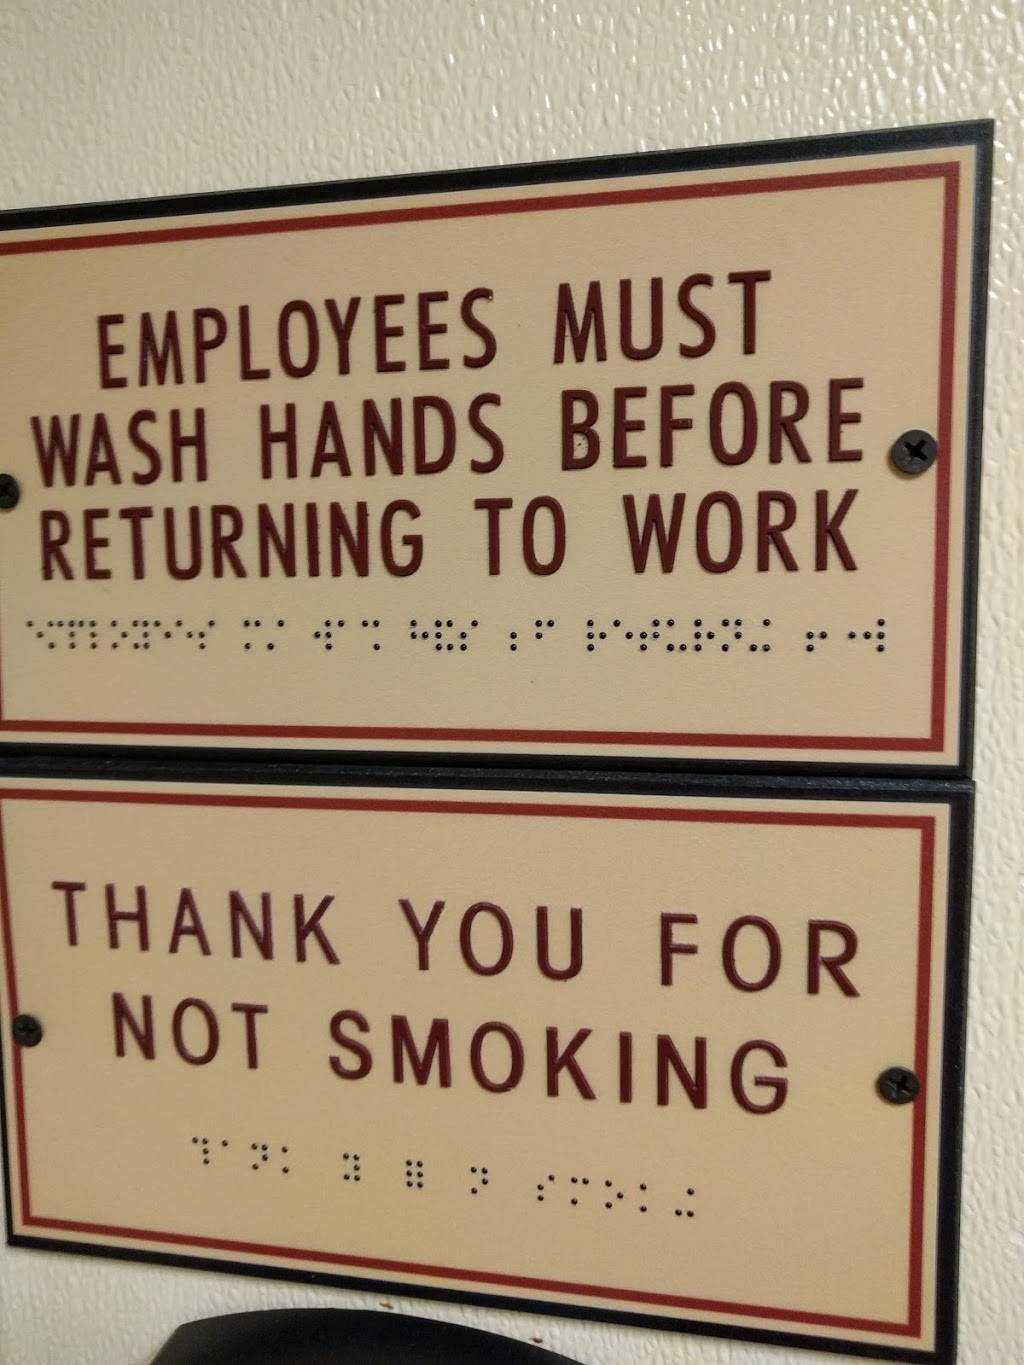 EMPLOYEES MUST
WASH HANDS BEFORE
RETURNING TO WORK
THANK YOU FOR
NOT SMOKING